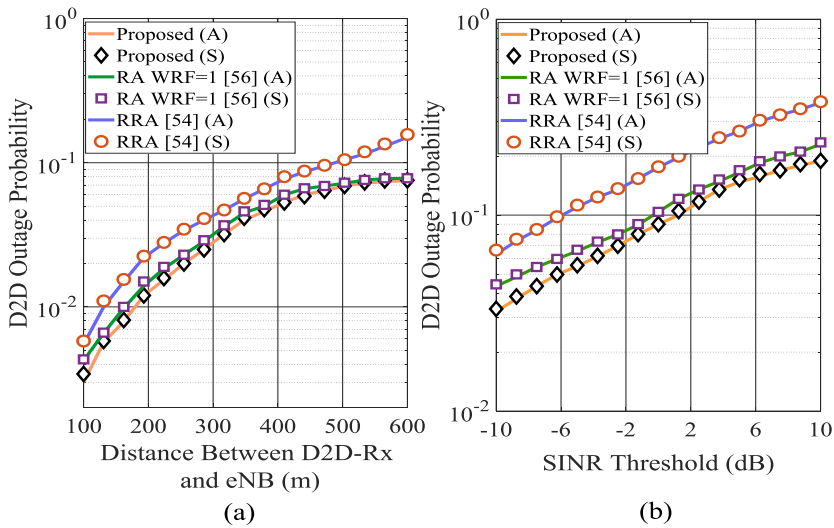 10^0
Proposed (A)
Proposed (S)
RA WRF=1 [56] (A)
RA WRF=1 [56] (S)
RRA [54] (A)
RRA [54] (S)
10^-1
10^-2
D2D Outage Probability
100 200 300 400 500 600
Distance Between D2D-Rx
and eNB (m)
(a)
10^0
Proposed (A)
Proposed (S)
RA WRF=1 [56] (A)
RA WRF=1 [56] (S)
RRA [54] (A)
RRA [54] (S)
10^-1
10^-2
D2D Outage Probability
-10 -6 -2 2 6 10
SINR Threshold (dB)
(b)